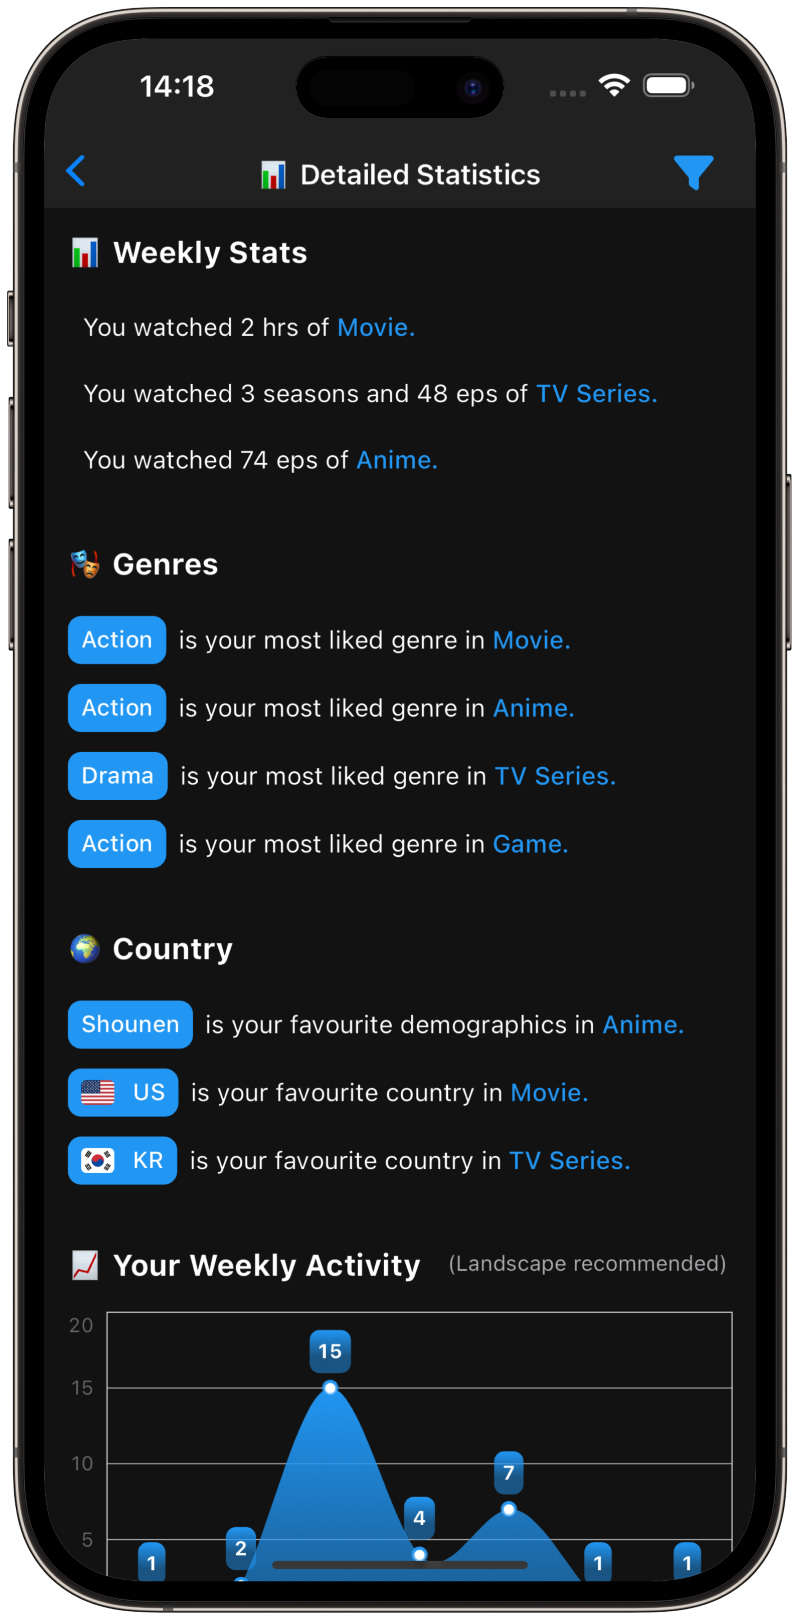 14:18
Detailed Statistics
Weekly Stats
You watched 2 hrs of Movie.
You watched 3 seasons and 48 eps of TV Series.
You watched 74 eps of Anime.
Genres
Action is your most liked genre in Movie.
Action is your most liked genre in Anime.
Drama is your most liked genre in TV Series.
Action is your most liked genre in Game.
Country
Shounen is your favourite demographics in Anime.
US is your favourite country in Movie.
KR is your favourite country in TV Series.
Your Weekly Activity (Landscape recommended)
20
15
15
10
7
4
5
2
1
1
1